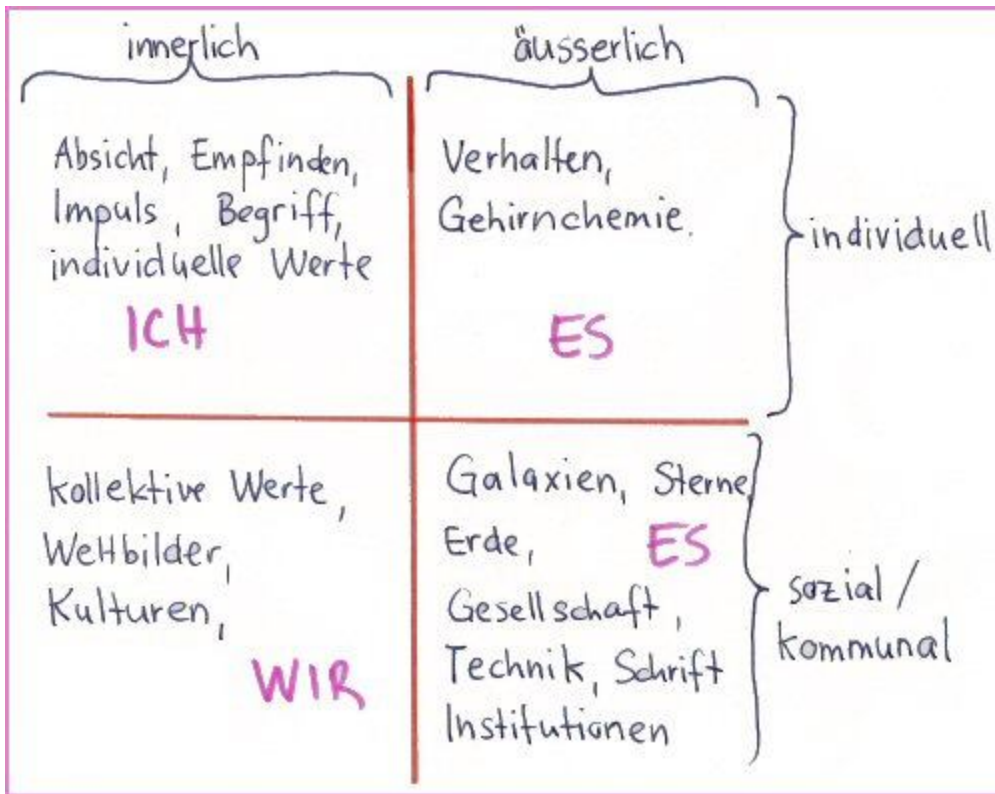 innerlich
äusserlich
Absicht, Empfinden,
Impuls, Begriff,
individuelle Werte
ICH
Verhalten,
Gehirnchemie.
ES
individuell
kollektive Werte,
Weltbilder,
Kulturen,
WIR
Galaxien, Sterne
Erde,
ES
Gesellschaft,
Technik, Schrift
Institutionen
sozial /
kommunal